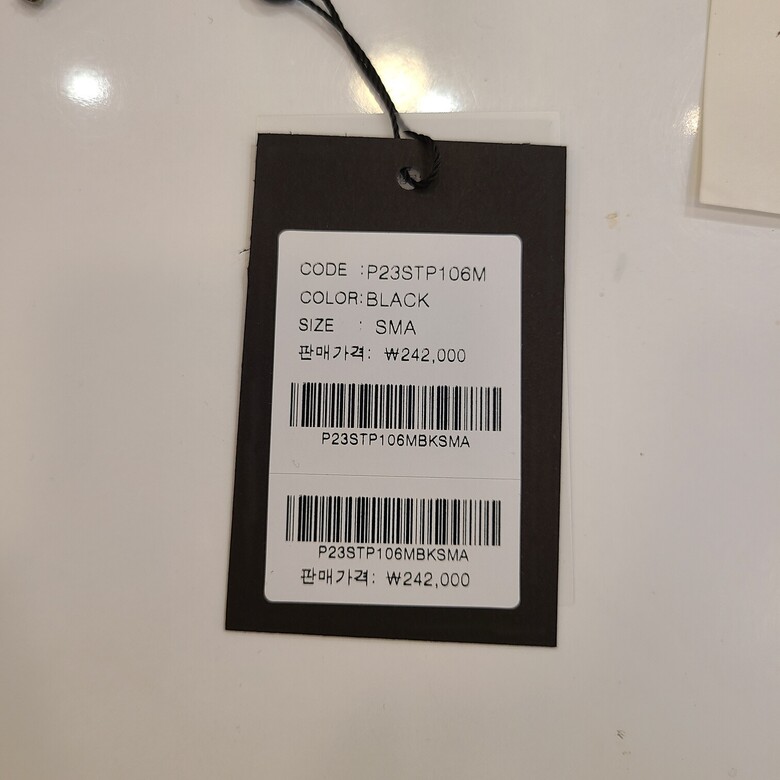 CODE :P23STP106M
COLOR:BLACK
SIZE : SMA
판매가격: ₩242,000
P23STP106MBKSMA
P23STP106MBKSMA
판매가격: ₩242,000